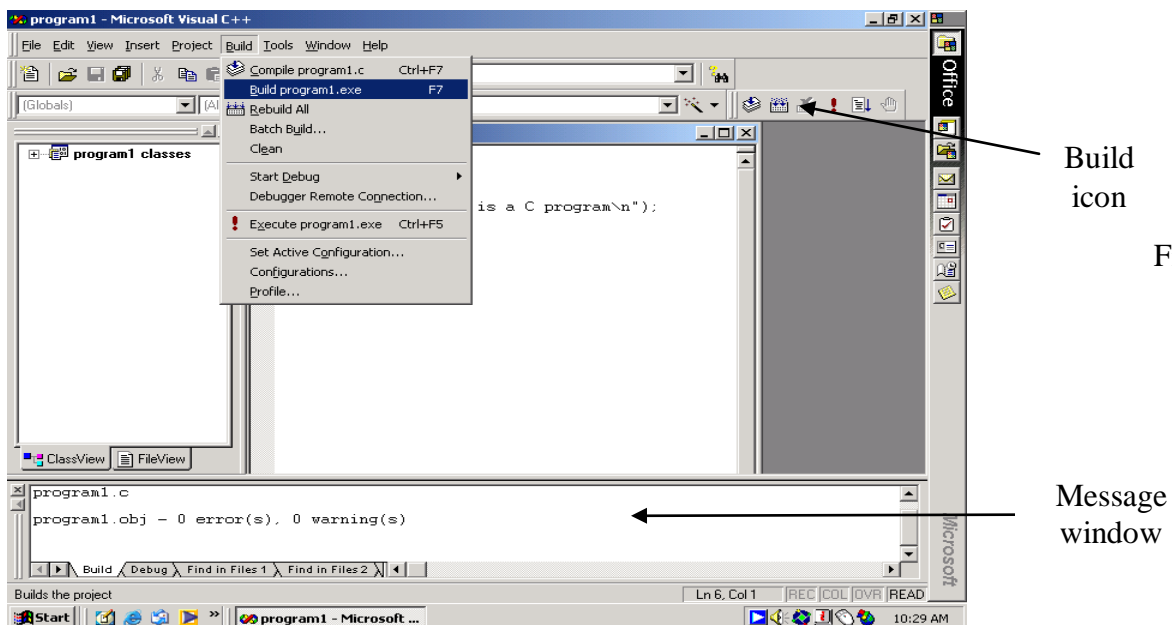 program1 - Microsoft Visual C++
File Edit View Insert Project Build Tools Window Help
Compile program1.c Ctrl+F7
Build program1.exe F7
Rebuild All
Batch Build...
Clean
Start Debug
Debugger Remote Connection...
Execute program1.exe Ctrl+F5
Set Active Configuration...
Configurations...
Profile...
(Globals)
(Al
program1 classes
is a C program\n");
ClassView FileView
Office
Build
icon
F
program1.c
program1.obj - 0 error(s), 0 warning(s)
Build Debug Find in Files 1 Find in Files 2
Message
window
Microsoft
Builds the project
Ln 6, Col 1 REC COL OVR READ
Start
program1 - Microsoft ...
10:29 AM